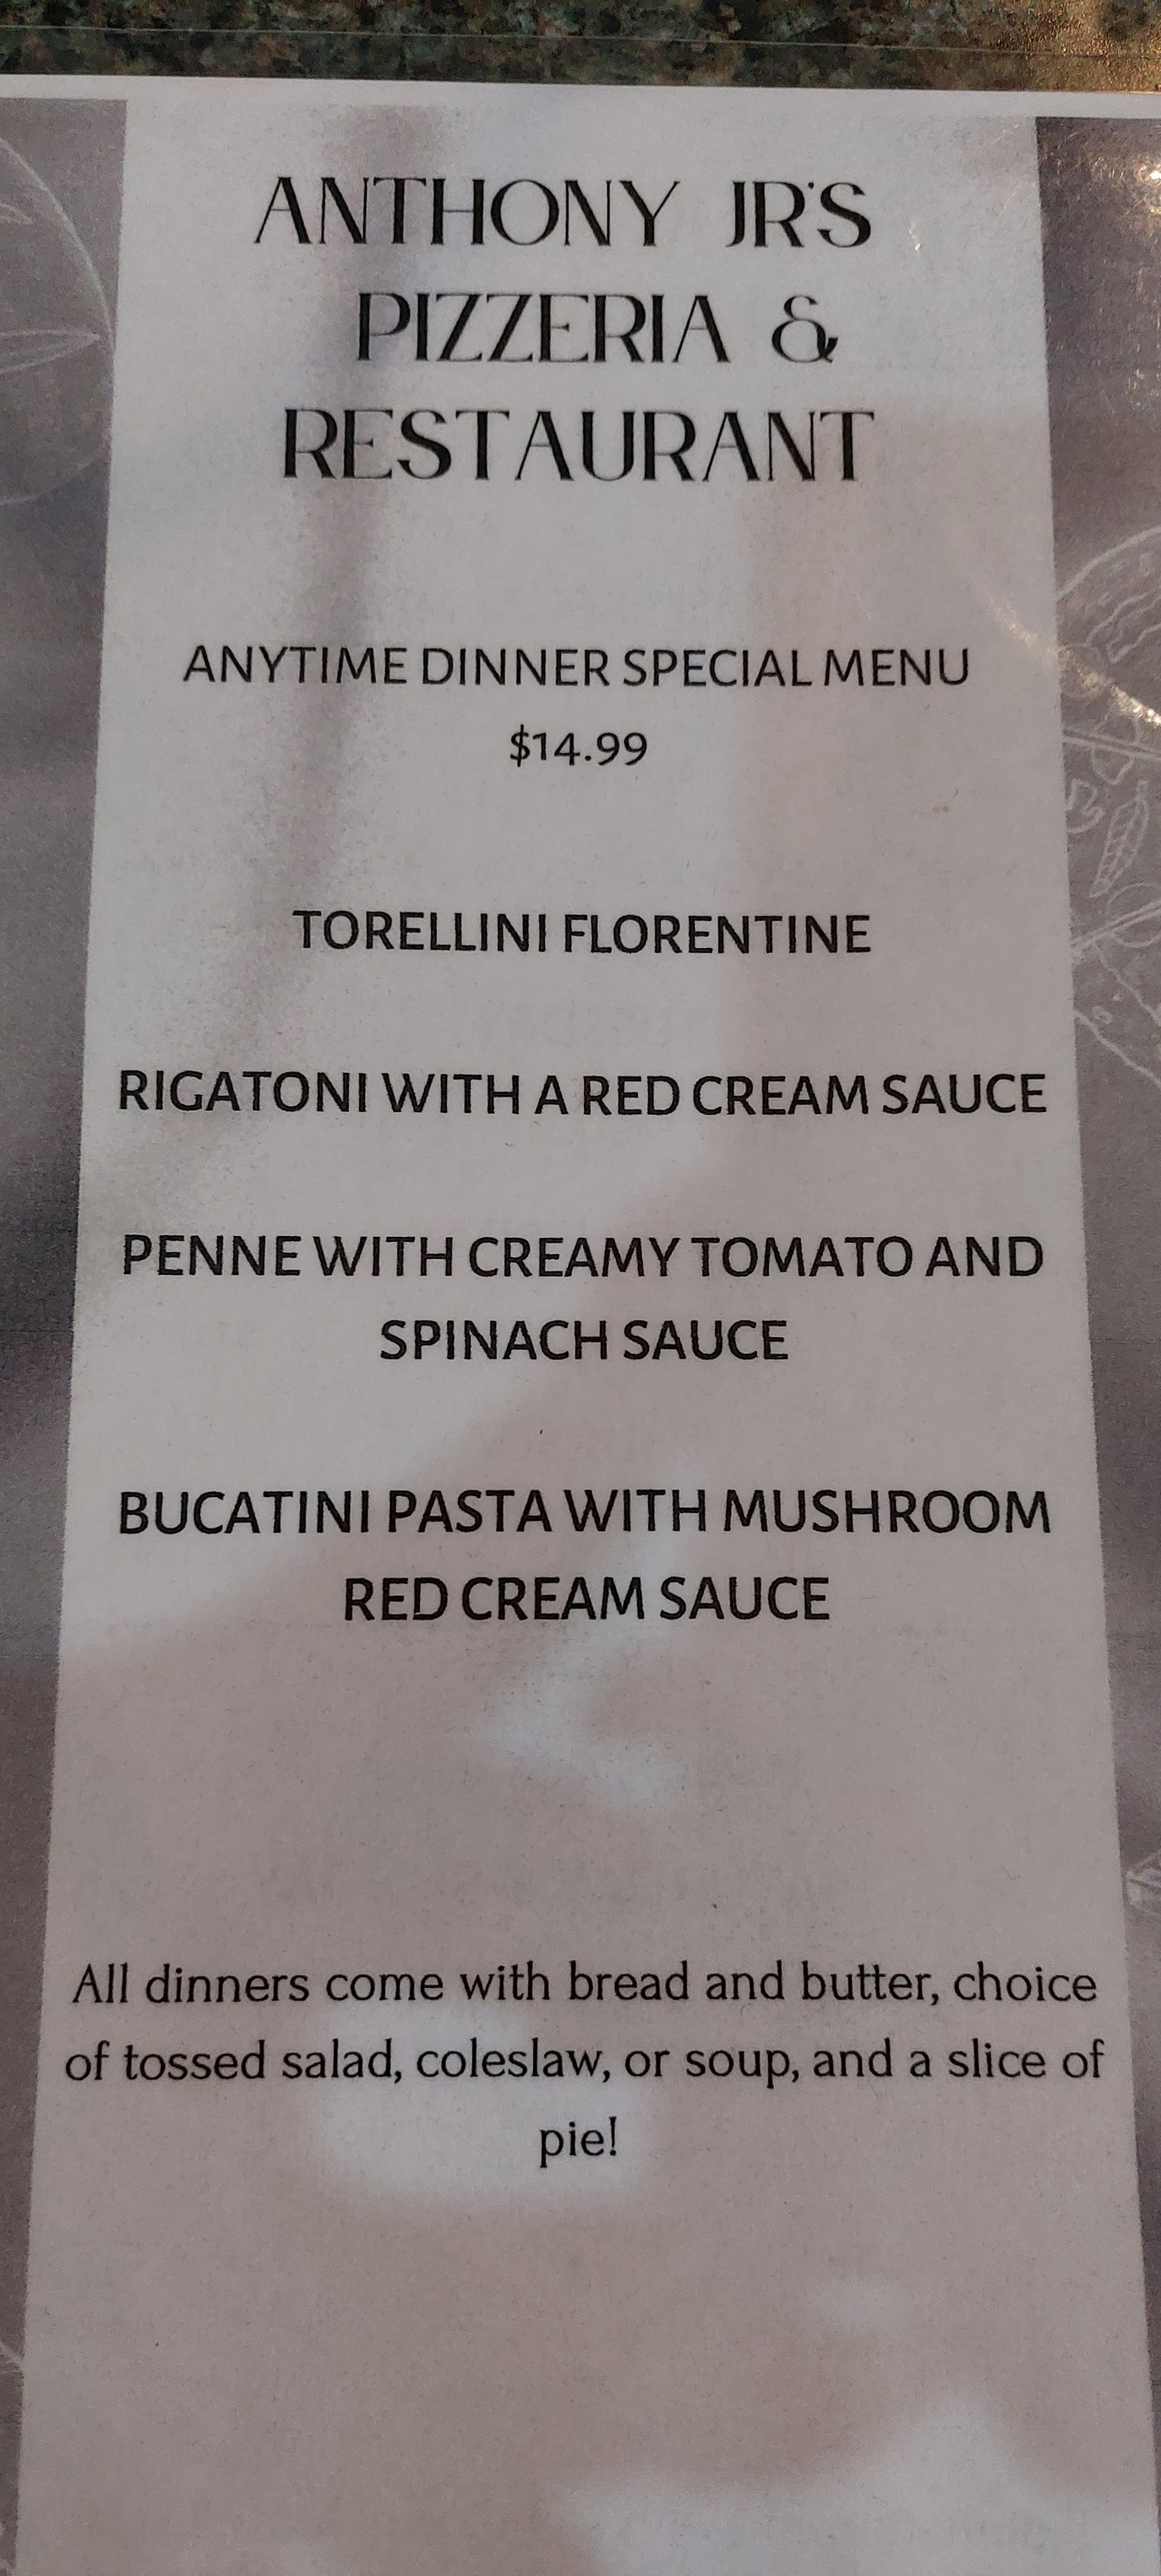 ANTHONY JR'S
PIZZERIA &
RESTAURANT
ANYTIME DINNER SPECIAL MENU
$14.99
TORELLINI FLORENTINE
RIGATONI WITH A RED CREAM SAUCE
PENNE WITH CREAMY TOMATO AND
SPINACH SAUCE
BUCATINI PASTA WITH MUSHROOM
RED CREAM SAUCE
All dinners come with bread and butter, choice
of tossed salad, coleslaw, or soup, and a slice of
pie!